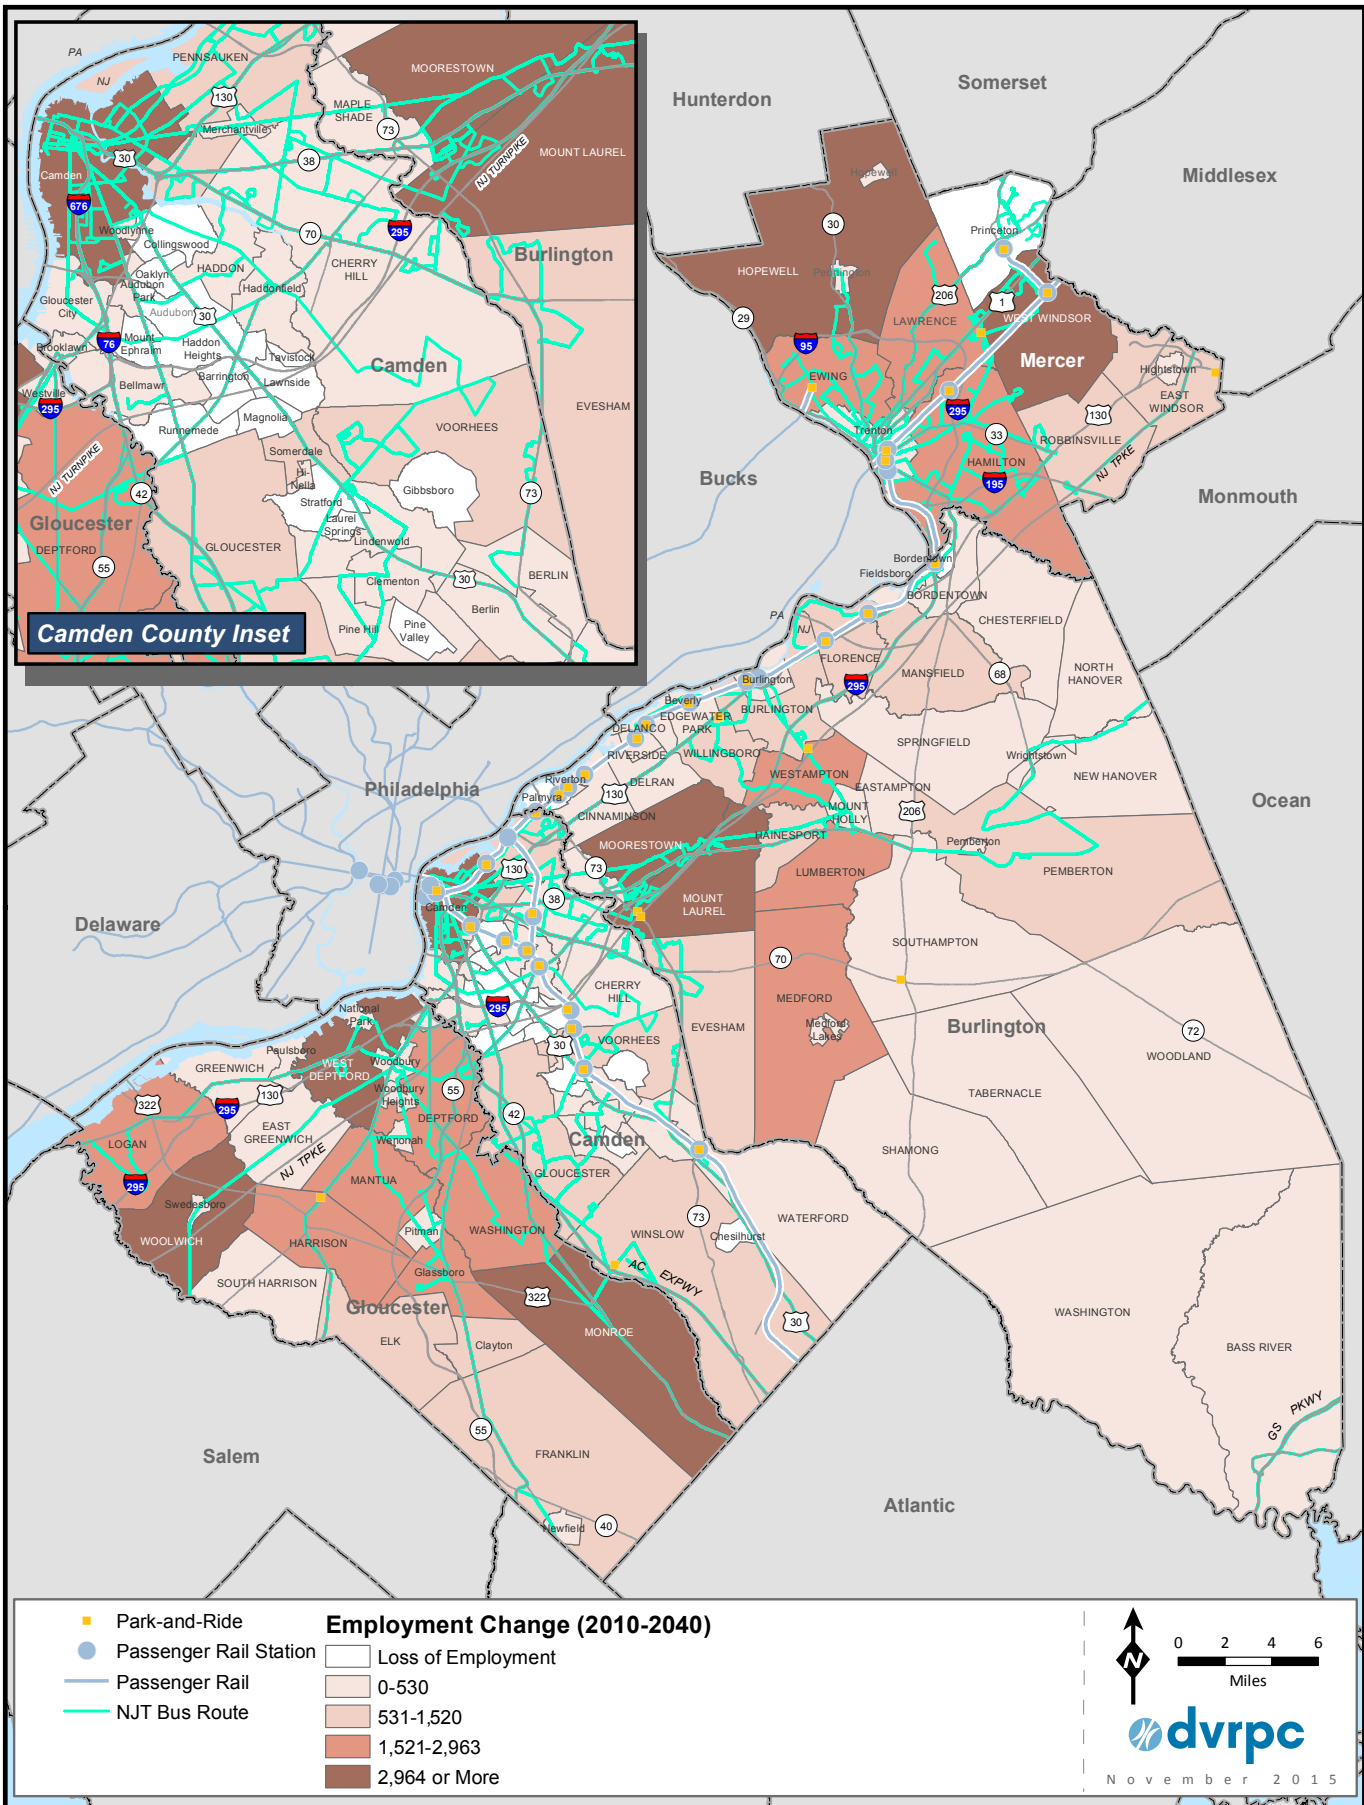 PA
NJ
PENNSAUKEN
130
MOORESTOWN
MAPLE
SHADE
73
Merchantville
30
38
MOUNT LAUREL
NJ TURNPIKE
Camden
676
Woodlynne
Collingswood
70
295
Burlington
Oaklyn
HADDON
CHERRY
HILL
Audubon
Park
Haddonfield
Gloucester
City
Audubon
30
76
Mount
Ephraim
Haddon
Heights
Brooklawn
Tavistock
Camden
Barrington
Lawnside
Bellmawr
Westville
295
Magnolia
EVESHAM
Runnemede
VOORHEES
Somerdale
NJ TURNPIKE
Hi-
Nella
Gibbsboro
42
73
Stratford
Gloucester
Laurel
Springs
Lindenwold
DEPTFORD
GLOUCESTER
55
Clementon
30
BERLIN
Berlin
Pine Hill
Pine
Valley
Camden County Inset
Hunterdon
Somerset
Middlesex
Hopewell
30
Princeton
HOPEWELL
Pennington
206
1
29
LAWRENCE
WEST WINDSOR
95
Mercer
EWING
Hightstown
EAST
WINDSOR
295
130
Trenton
33
ROBBINSVILLE
HAMILTON
NJ TPKE
195
Bucks
Monmouth
Bordentown
Fieldsboro
BORDENTOWN
PA
NJ
CHESTERFIELD
FLORENCE
MANSFIELD
68
NORTH
HANOVER
295
Burlington
Beverly
BURLINGTON
EDGEWATER
PARK
DELANCO
SPRINGFIELD
RIVERSIDE
WILLINGBORO
Wrightstown
WESTAMPTON
NEW HANOVER
Riverton
DELRAN
EASTAMPTON
Philadelphia
Palmyra
130
Ocean
MOUNT
HOLLY
206
CINNAMINSON
HAINESPORT
MOORESTOWN
Pemberton
130
73
LUMBERTON
PEMBERTON
Camden
38
MOUNT
LAUREL
Delaware
SOUTHAMPTON
70
CHERRY
HILL
MEDFORD
National
Park
295
EVESHAM
Medford
Lakes
Burlington
72
30
VOORHEES
WOODLAND
Paulsboro
GREENWICH
WEST
DEPTFORD
Woodbury
322
295
130
Woodbury
Heights
55
TABERNACLE
42
DEPTFORD
EAST
GREENWICH
Camden
LOGAN
Wenonah
NJ TPKE
SHAMONG
295
MANTUA
GLOUCESTER
Swedesboro
73
WATERFORD
Pitman
WASHINGTON
WINSLOW
Chesilhurst
WOOLWICH
HARRISON
AC EXPWY
Glassboro
SOUTH HARRISON
322
Gloucester
WASHINGTON
30
MONROE
ELK
Clayton
BASS RIVER
GS PKWY
55
Salem
FRANKLIN
Atlantic
Newfield
40
Park-and-Ride
Passenger Rail Station
Passenger Rail
NJT Bus Route
Employment Change (2010-2040)
Loss of Employment
0-530
531-1,520
1,521-2,963
2,964 or More
N
0 2 4 6
Miles
dvrpc
November 2015